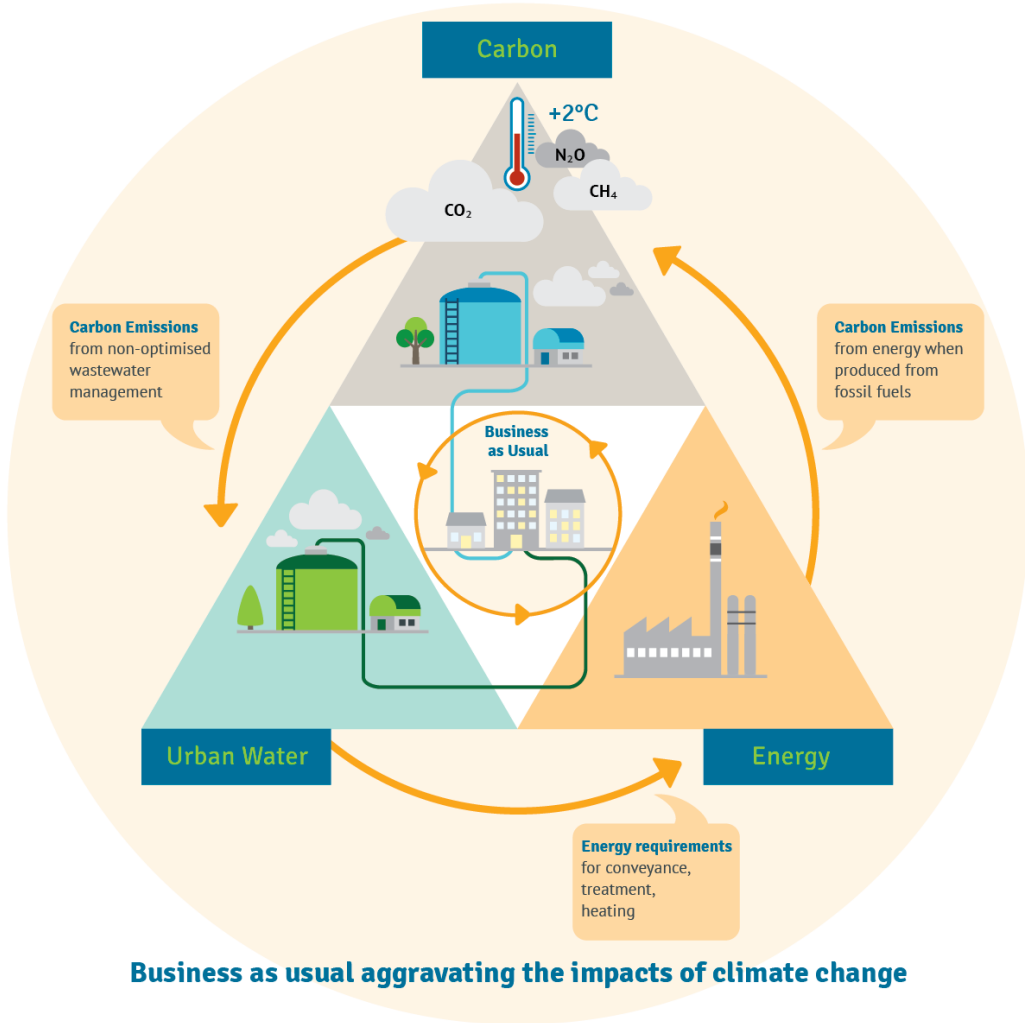 Carbon
+2°C
N₂O
CH₄
CO₂
Carbon Emissions
from non-optimised
wastewater
management
Carbon Emissions
from energy when
produced from
fossil fuels
Business
as Usual
Urban Water
Energy
Energy requirements
for conveyance,
treatment,
heating
Business as usual aggravating the impacts of climate change